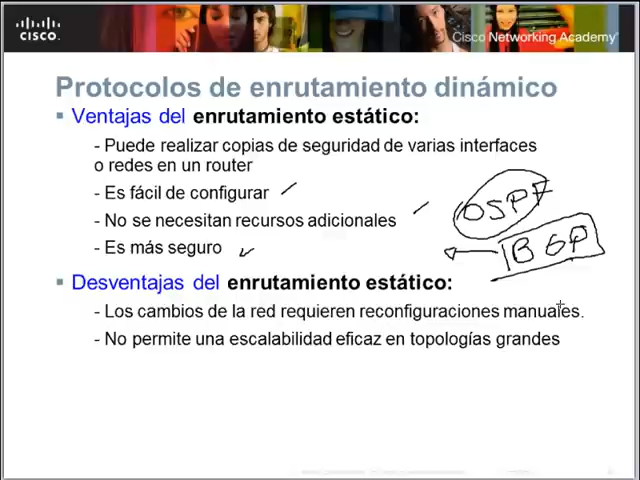 CISCO.
Cisco Networking Academy
Protocolos de enrutamiento dinámico
▪ Ventajas del enrutamiento estático:
- Puede realizar copias de seguridad de varias interfaces
o redes en un router
- Es fácil de configurar
- No se necesitan recursos adicionales
OSPF
- Es más seguro
BGP
▪ Desventajas del enrutamiento estático:
- Los cambios de la red requieren reconfiguraciones manuales.
- No permite una escalabilidad eficaz en topologías grandes